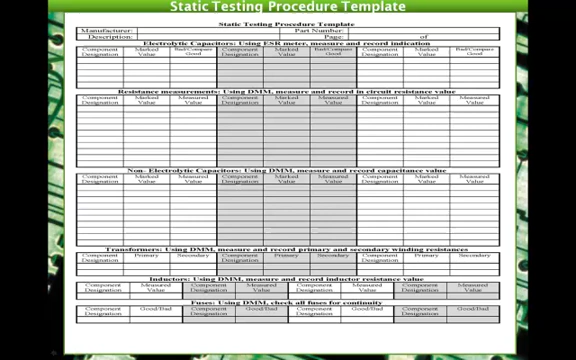 Static Testing Procedure Template
Static Testing Procedure Template
Manufacturer: Part Number:
Description: Page: of
Electrolytic Capacitors: Using ESR meter, measure and record indication
Component Designation Marked Value Bad/Compare Good Component Designation Marked Value Bad/Compare Good Component Designation Marked Value Bad/Compare Good
Resistance measurements: Using DMM, measure and record in circuit resistance value
Component Designation Marked Value Measured Value Component Designation Marked Value Measured Value Component Designation Marked Value Measured Value
Non- Electrolytic Capacitors: Using DMM, measure and record capacitance value
Component Designation Marked Value Measured Value Component Designation Marked Value Measured Value Component Designation Marked Value Measured Value
Transformers: Using DMM, measure and record primary and secondary winding resistances
Component Designation Primary Secondary Component Designation Primary Secondary Component Designation Primary Secondary
Inductors: Using DMM, measure and record inductor resistance value
Component Designation Measured Value Component Designation Measured Value Component Designation Measured Value Component Designation Measured Value
Fuses: Using DMM, check all fuses for continuity
Component Designation Good/Bad Component Designation Good/Bad Component Designation Good/Bad Component Designation Good/Bad